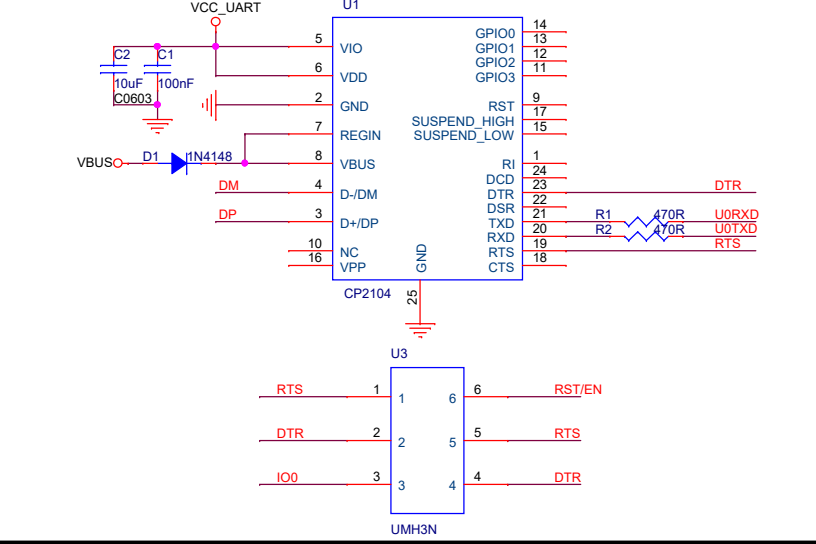 VCC_UART
U1
5 VIO GPIO0 14
GPIO1 13
C2 C1 GPIO2 12
6 VDD GPIO3 11
10uF 100nF
C0603
2 GND RST 9
SUSPEND_HIGH 17
7 REGIN SUSPEND_LOW 15
VBUS D1 1N4148 8 VBUS RI 1
DCD 24
DM 4 D-/DM DTR 23 DTR
DSR 22
DP 3 D+/DP TXD 21 R1 470R U0RXD
RXD 20 R2 470R U0TXD
10 NC RTS 19 RTS
16 VPP CTS 18
GND
CP2104 25
U3
RTS 1 1 6 6 RST/EN
DTR 2 2 5 5 RTS
IO0 3 3 4 4 DTR
UMH3N